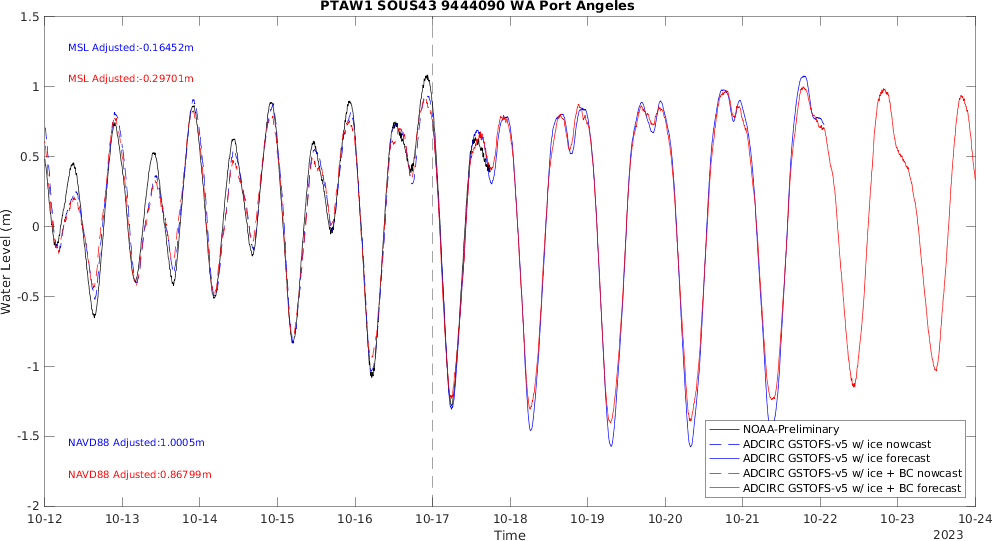 PTAW1 SOUS43 9444090 WA Port Angeles
MSL Adjusted:-0.16452m
MSL Adjusted:-0.29701m
NAVD88 Adjusted:1.0005m
NAVD88 Adjusted:0.86799m
Water Level (m)
1.5
1
0.5
0
-0.5
-1
-1.5
-2
NOAA-Preliminary
ADCIRC GSTOFS-v5 w/ ice nowcast
ADCIRC GSTOFS-v5 w/ ice forecast
ADCIRC GSTOFS-v5 w/ ice + BC nowcast
ADCIRC GSTOFS-v5 w/ ice + BC forecast
10-12 10-13 10-14 10-15 10-16 10-17 10-18 10-19 10-20 10-21 10-22 10-23 10-24
Time
2023